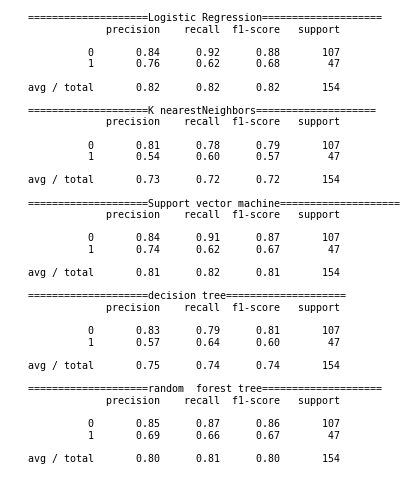 ====================Logistic Regression====================
             precision    recall  f1-score   support

          0       0.84      0.92      0.88       107
          1       0.76      0.62      0.68        47

avg / total       0.82      0.82      0.82       154

====================K nearestNeighbors====================
             precision    recall  f1-score   support

          0       0.81      0.78      0.79       107
          1       0.54      0.60      0.57        47

avg / total       0.73      0.72      0.72       154

====================Support vector machine====================
             precision    recall  f1-score   support

          0       0.84      0.91      0.87       107
          1       0.74      0.62      0.67        47

avg / total       0.81      0.82      0.81       154

====================decision tree====================
             precision    recall  f1-score   support

          0       0.83      0.79      0.81       107
          1       0.57      0.64      0.60        47

avg / total       0.75      0.74      0.74       154

====================random  forest tree====================
             precision    recall  f1-score   support

          0       0.85      0.87      0.86       107
          1       0.69      0.66      0.67        47

avg / total       0.80      0.81      0.80       154